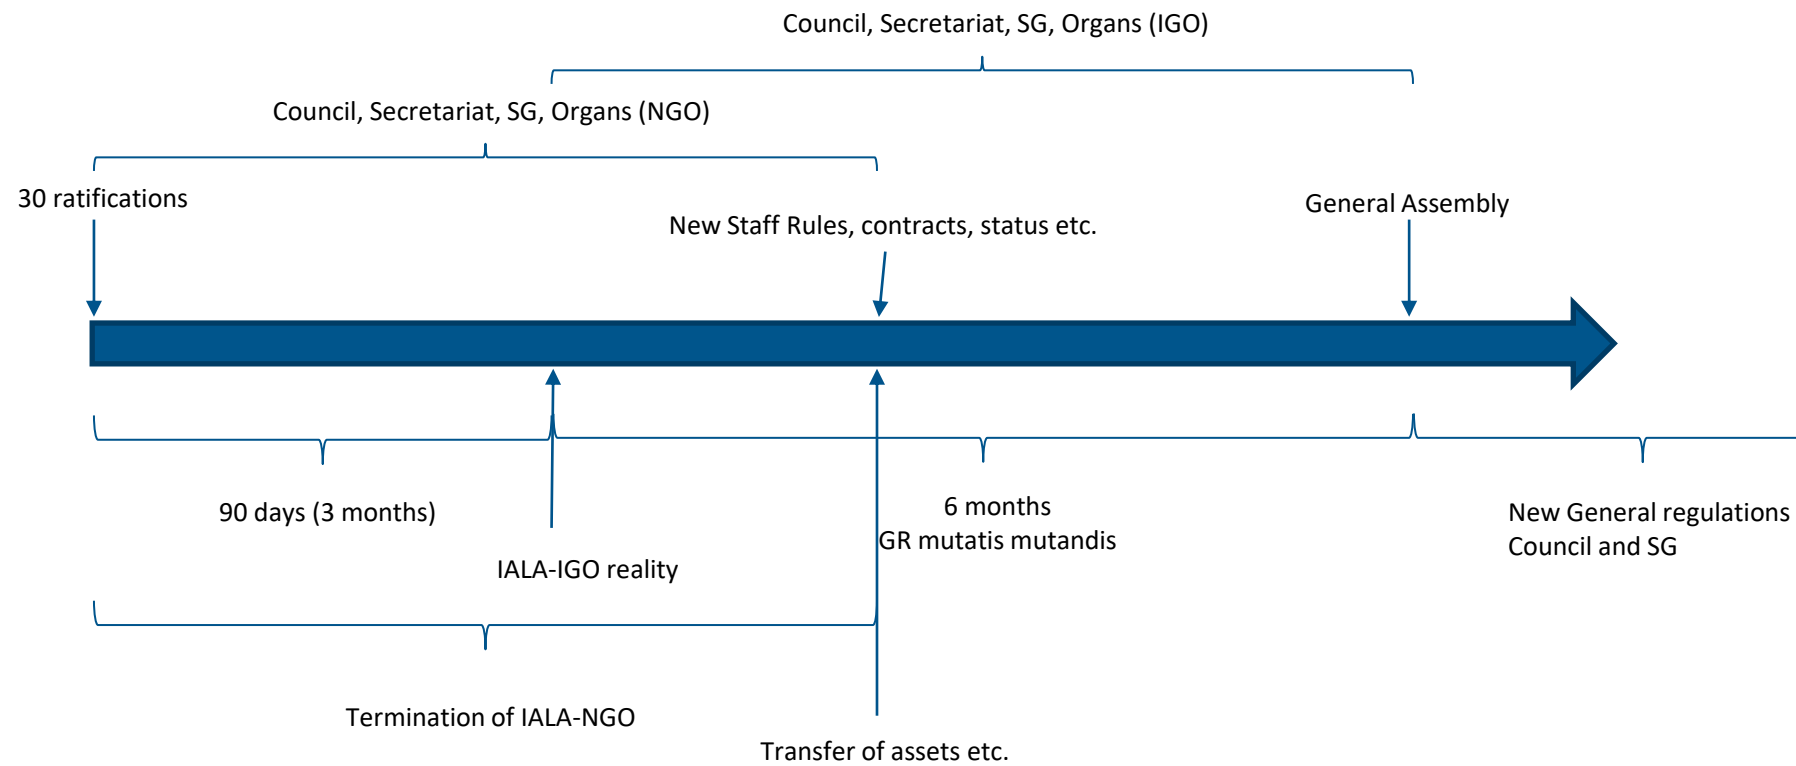 Council, Secretariat, SG, Organs (IGO)
Council, Secretariat, SG, Organs (NGO)
30 ratifications
General Assembly
New Staff Rules, contracts, status etc.
90 days (3 months)
6 months
GR mutatis mutandis
New General regulations
Council and SG
IALA-IGO reality
Termination of IALA-NGO
Transfer of assets etc.